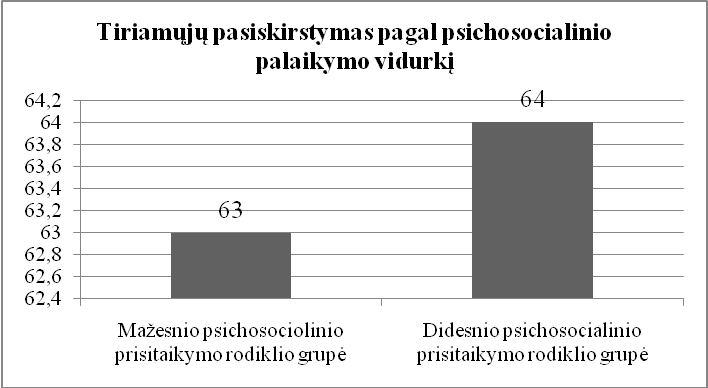 Tiriamųjų pasiskirstymas pagal psichosocialinio
palaikymo vidurkį
64,2
64
63,8
63,6
63,4
63,2
63
62,8
62,6
62,4
63
64
Mažesnio psichosociolinio
prisitaikymo rodiklio grupė
Didesnio psichosocialinio
prisitaikymo rodiklio grupė